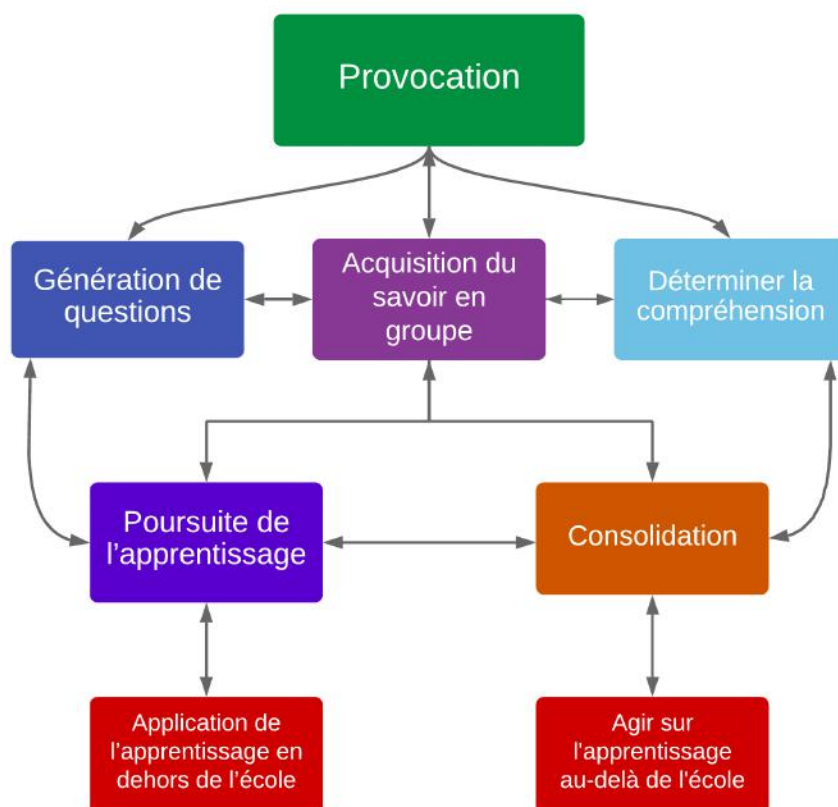 Provocation
Génération de
questions
Acquisition du
savoir en
groupe
Déterminer la
compréhension
Poursuite de
l’apprentissage
Consolidation
Application de
l’apprentissage en
dehors de l’école
Agir sur
l'apprentissage
au-delà de l'école